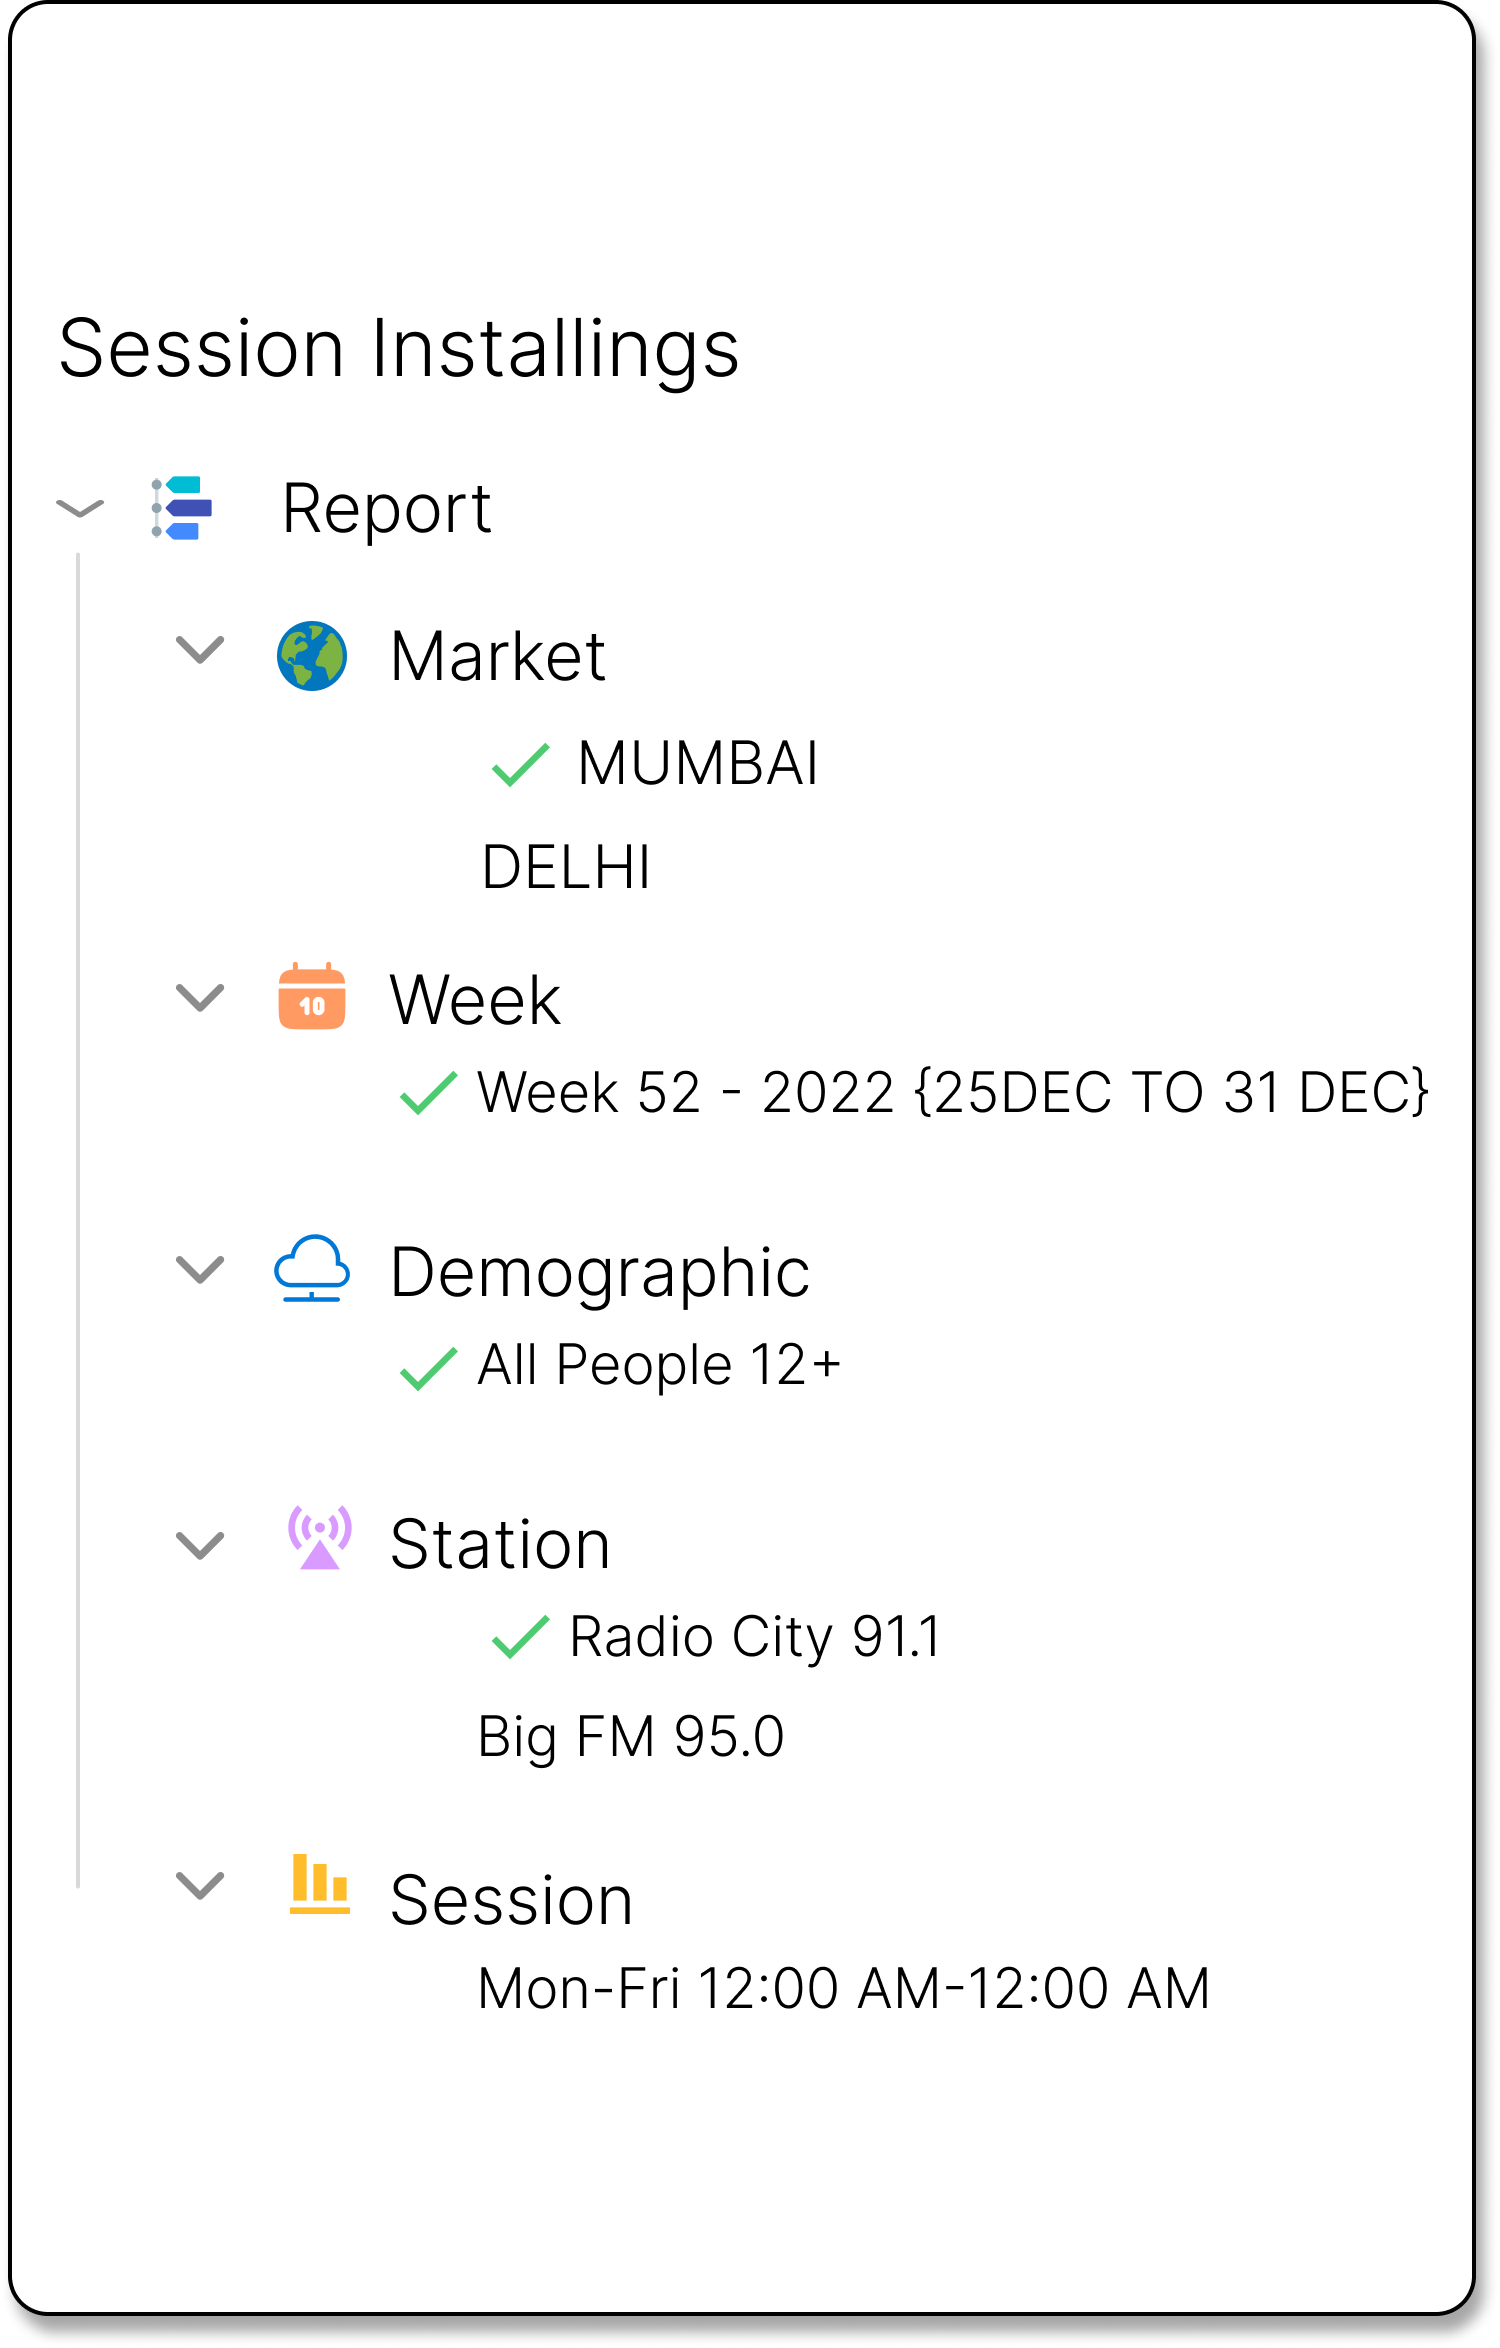 Session Installings
Report
Market
MUMBAI
DELHI
10
Week
Week 52 - 2022 {25DEC TO 31 DEC}
Demographic
All People 12+
Station
Radio City 91.1
Big FM 95.0
Session
Mon-Fri 12:00 AM-12:00 AM